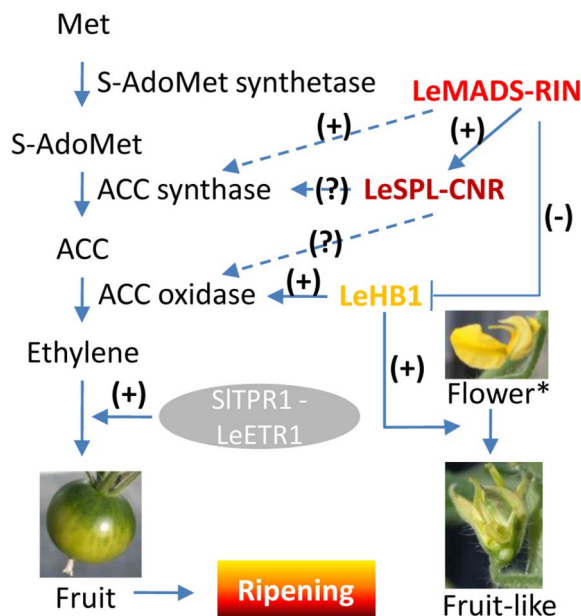 Met
S-AdoMet synthetase
LeMADS-RIN
(+)
(+)
S-AdoMet
ACC synthase
(?)
LeSPL-CNR
(-)
(?)
ACC
ACC oxidase
(+)
LeHB1
Ethylene
(+)
Flower*
(+)
SlTPR1 -
LeETR1
Fruit
Ripening
Fruit-like